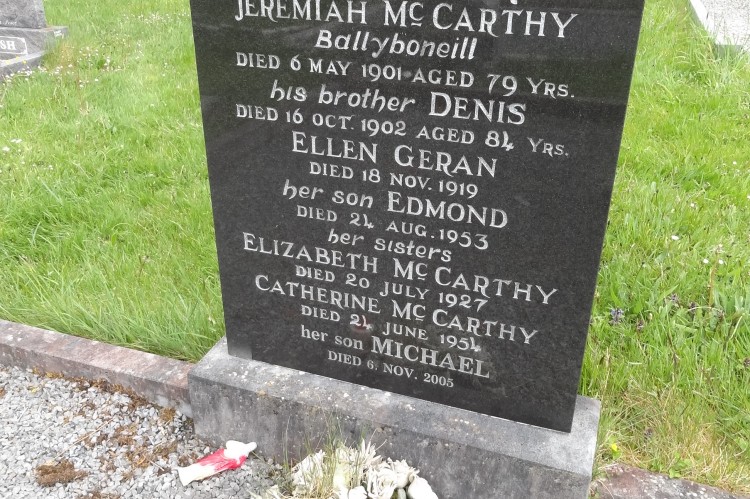 JEREMIAH McCARTHY
Ballyboneill
DIED 6 MAY 1901 AGED 79 YRS.
his brother DENIS
DIED 16 OCT. 1902 AGED 84 YRS.
ELLEN GERAN
DIED 18 NOV. 1919
her son EDMOND
DIED 24 AUG. 1953
her sisters
ELIZABETH McCARTHY
DIED 20 JULY 1927
CATHERINE McCARTHY
DIED 21 JUNE 1954
her son MICHAEL
DIED 6. NOV. 2005